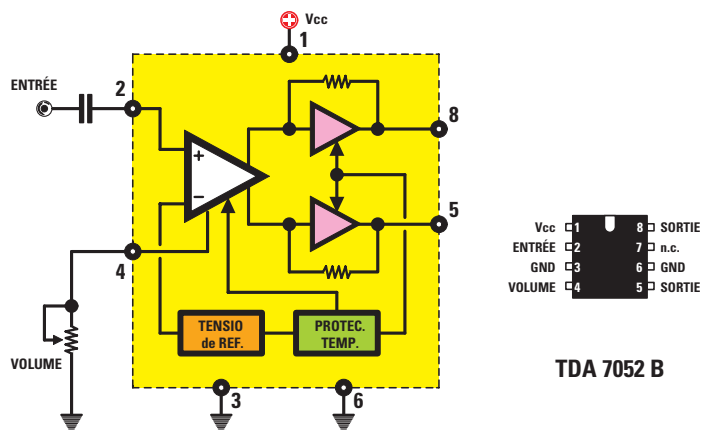 Vcc
1
ENTRÉE
2
+
−
8
5
4
VOLUME
TENSIO
de RÉF.
PROTEC.
TEMP.
3
6
Vcc 1 8 SORTIE
ENTRÉE 2 7 n.c.
GND 3 6 GND
VOLUME 4 5 SORTIE
TDA 7052 B